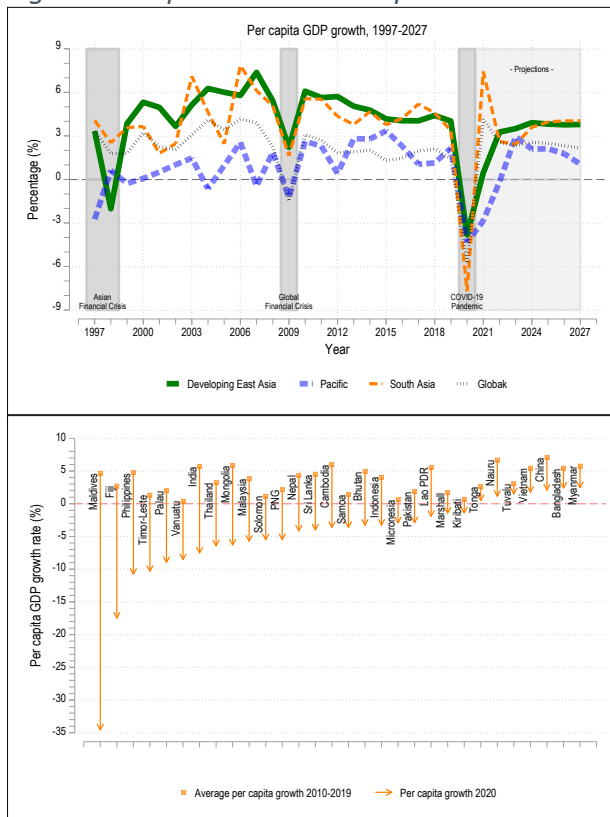 Per capita GDP growth, 1997-2027
9
6
3
0
-3
-6
-9
Percentage (%)
- Projections -
Asian
Financial Crisis
Global
Financial Crisis
COVID-19
Pandemic
1997 2000 2003 2006 2009 2012 2015 2018 2021 2024 2027
Year
Developing East Asia Pacific South Asia Globak
10
5
0
-5
-10
-15
-20
-25
-30
-35
Per capita GDP growth rate (%)
Maldives
Fiji
Philippines
Timor-Leste
Palau
Vanuatu
India
Thailand
Mongolia
Malaysia
Solomon
PNG
Nepal
Sri Lanka
Cambodia
Samoa
Bhutan
Indonesia
Micronesia
Pakistan
Lao PDR
Marshall
Kiribati
Tonga
Nauru
Tuvalu
Vietnam
China
Bangladesh
Myanmar
Average per capita growth 2010-2019 Per capita growth 2020